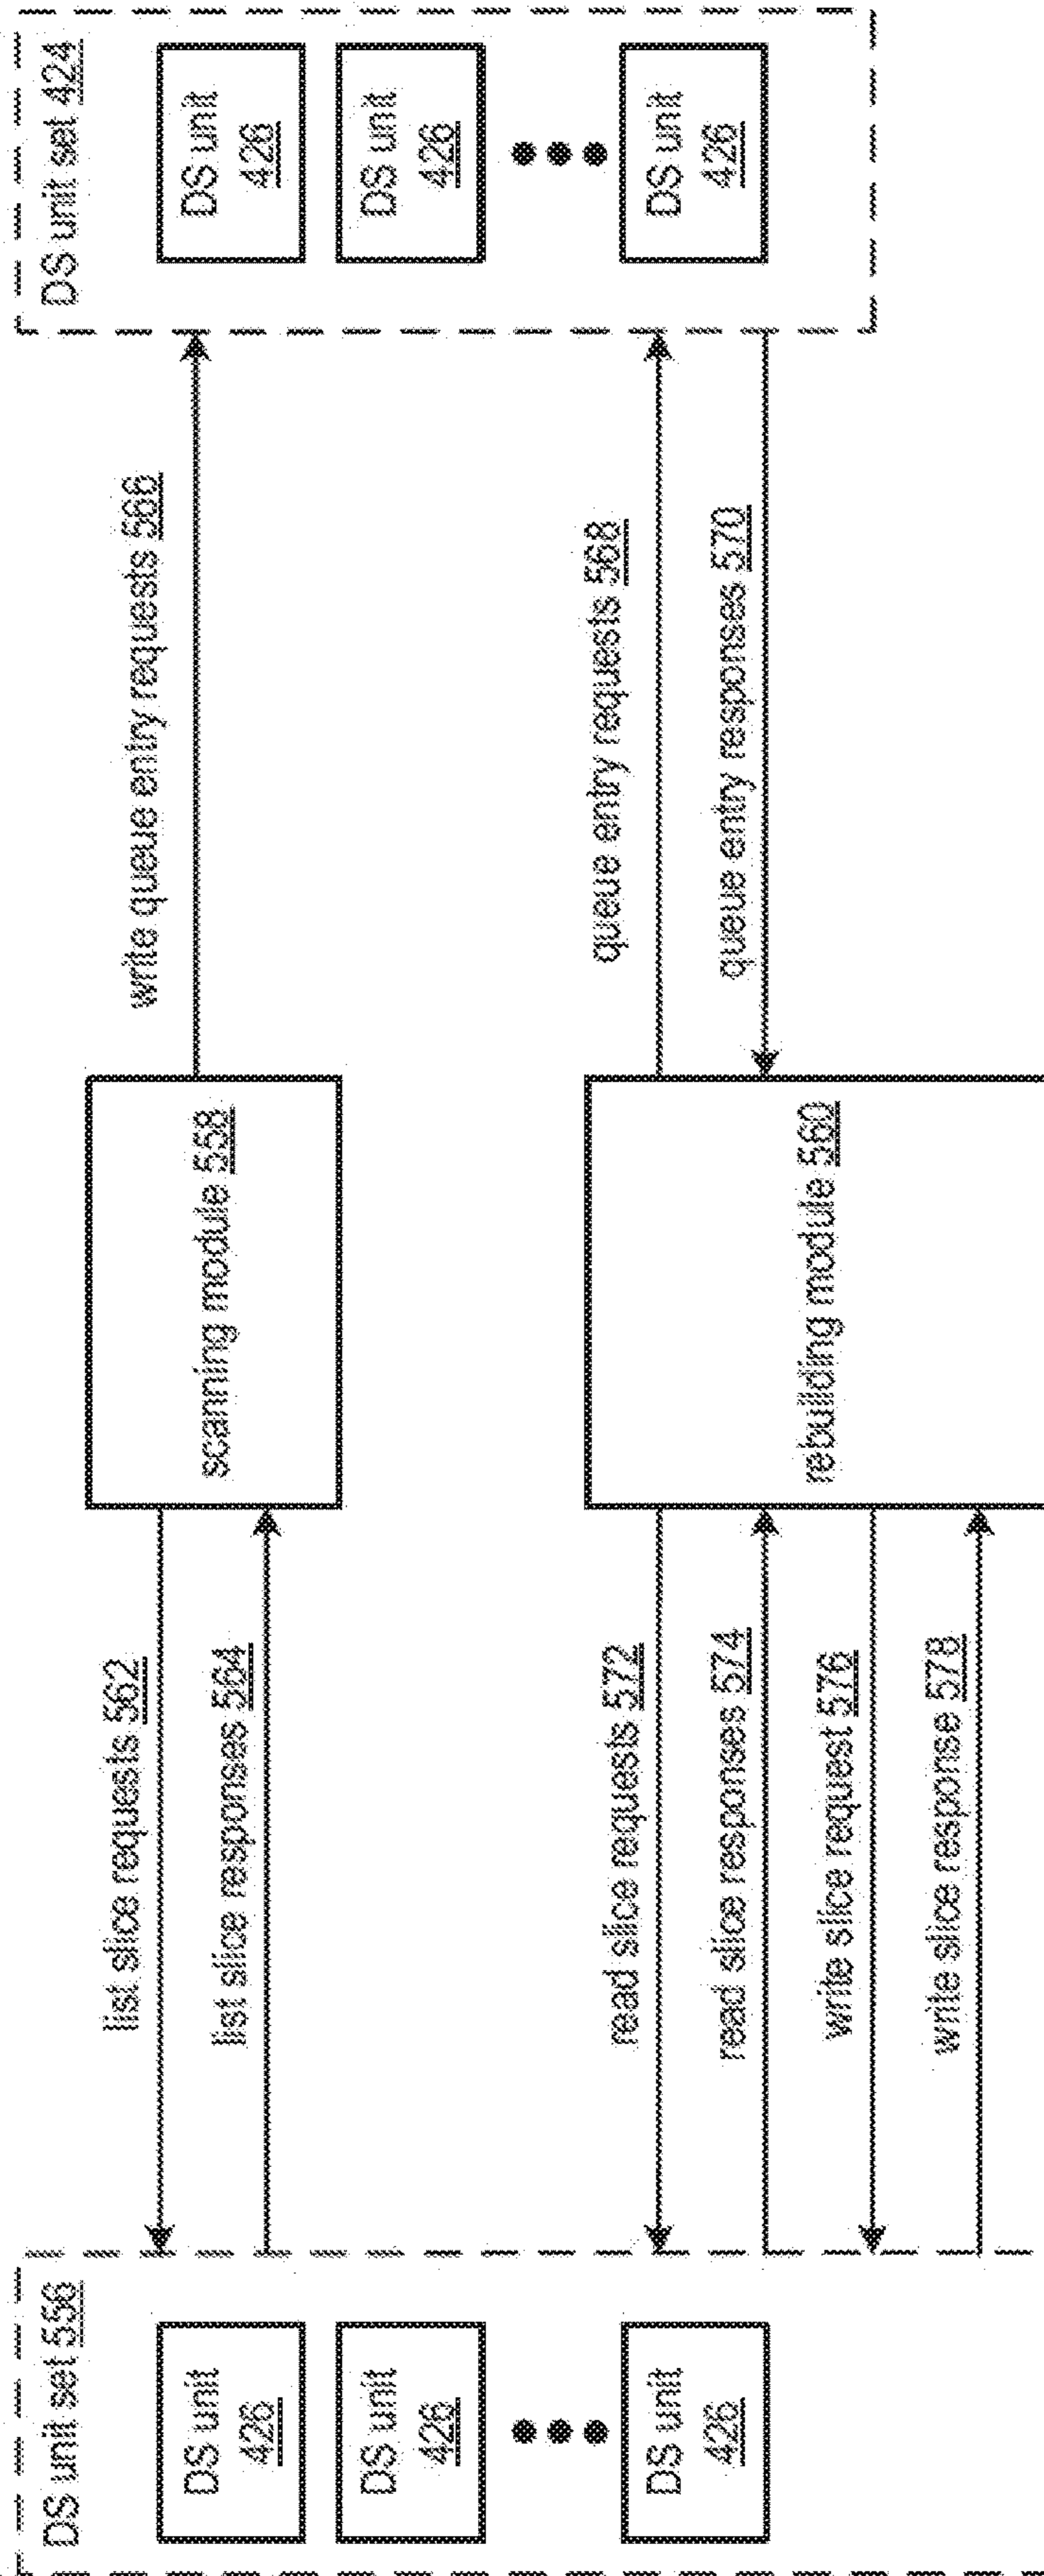 DS unit set 556
DS unit
426
DS unit
426
DS unit
426
list slice requests 562
list slice responses 564
read slice requests 572
read slice responses 574
write slice request 576
write slice response 578
scanning module 558
rebuilding module 560
write queue entry requests 566
queue entry requests 568
queue entry responses 570
DS unit set 424
DS unit
426
DS unit
426
DS unit
426